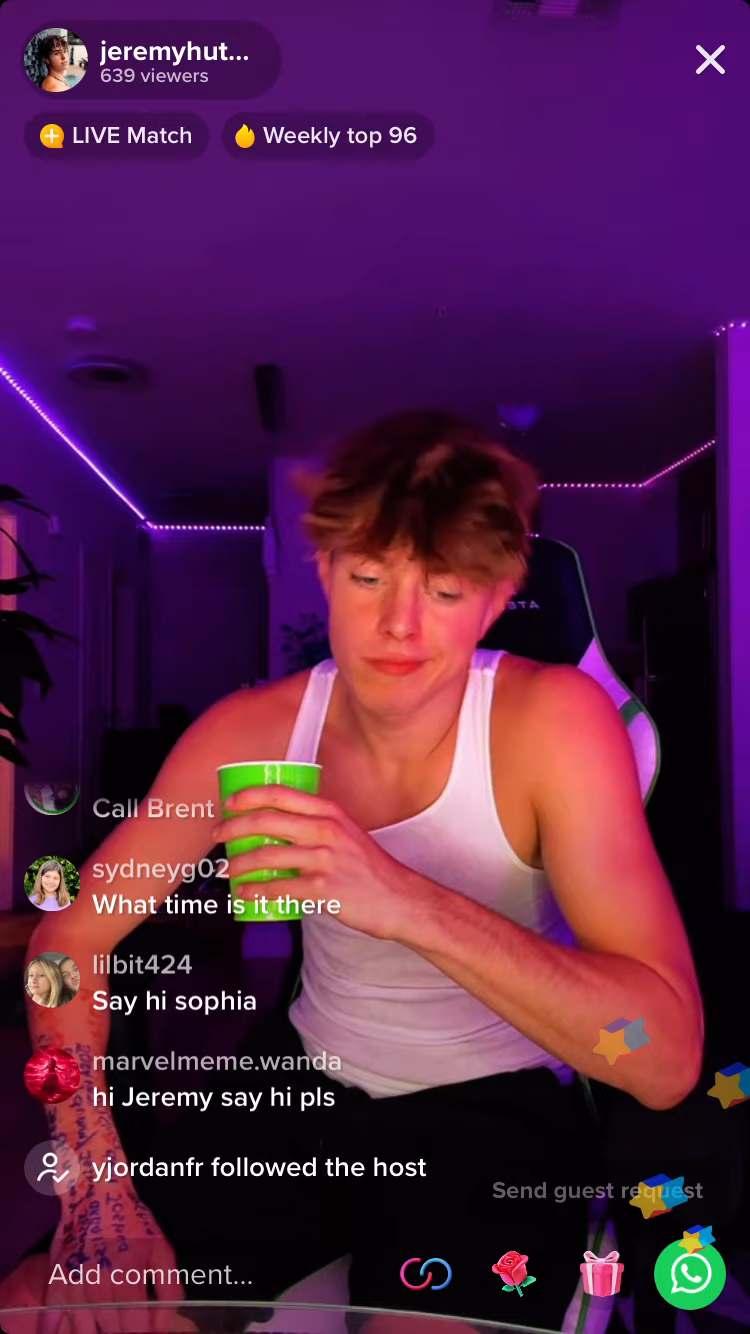 jeremyhut...
639 viewers
LIVE Match
Weekly top 96
Call Brent
sydneyg02
What time is it there
lilbit424
Say hi sophia
marvelmeme.wanda
hi Jeremy say hi pls
yjordanfr followed the host
Send guest request
Add comment...